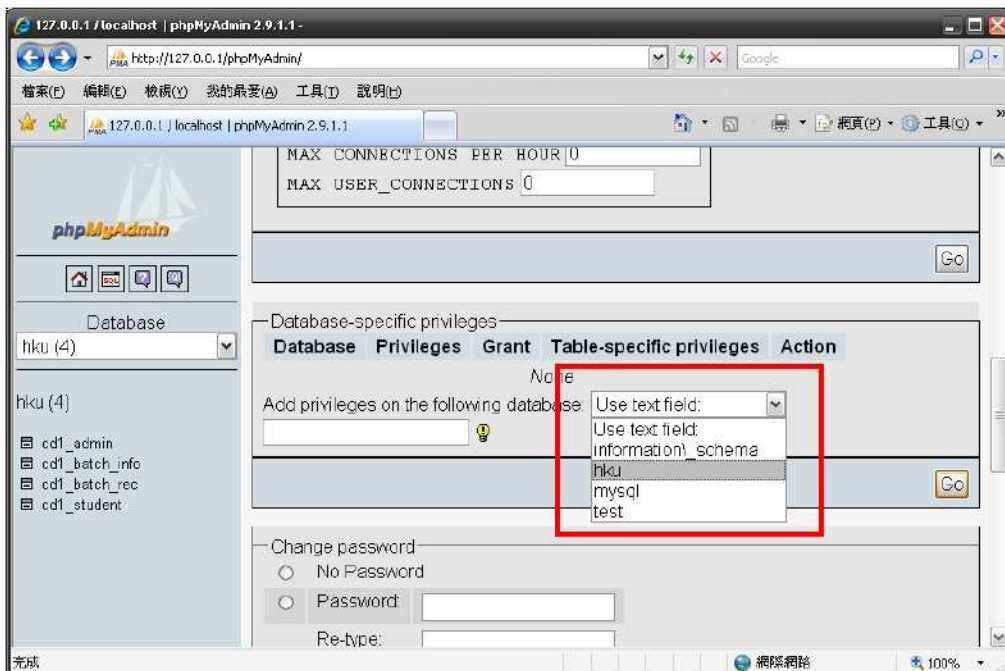 127.0.0.1 / localhost | phpMyAdmin 2.9.1.1 -
http://127.0.0.1/phpMyAdmin/
Google
檔案(F) 編輯(E) 檢視(V) 我的最愛(A) 工具(T) 說明(H)
127.0.0.1 / localhost | phpMyAdmin 2.9.1.1
網頁(P) 工具(O)
MAX CONNECTIONS PER HOUR 0
MAX USER_CONNECTIONS 0
phpMyAdmin
Go
SQL
Database
hku (4)
hku (4)
cd1_admin
cd1_batch_info
cd1_batch_rec
cd1_student
Database-specific privileges
Database Privileges Grant Table-specific privileges Action
None
Add privileges on the following database: Use text field:
Use text field:
information\_schema
hku
mysql
test
Go
Change password
No Password
Password:
Re-type:
完成
網際網路
100%